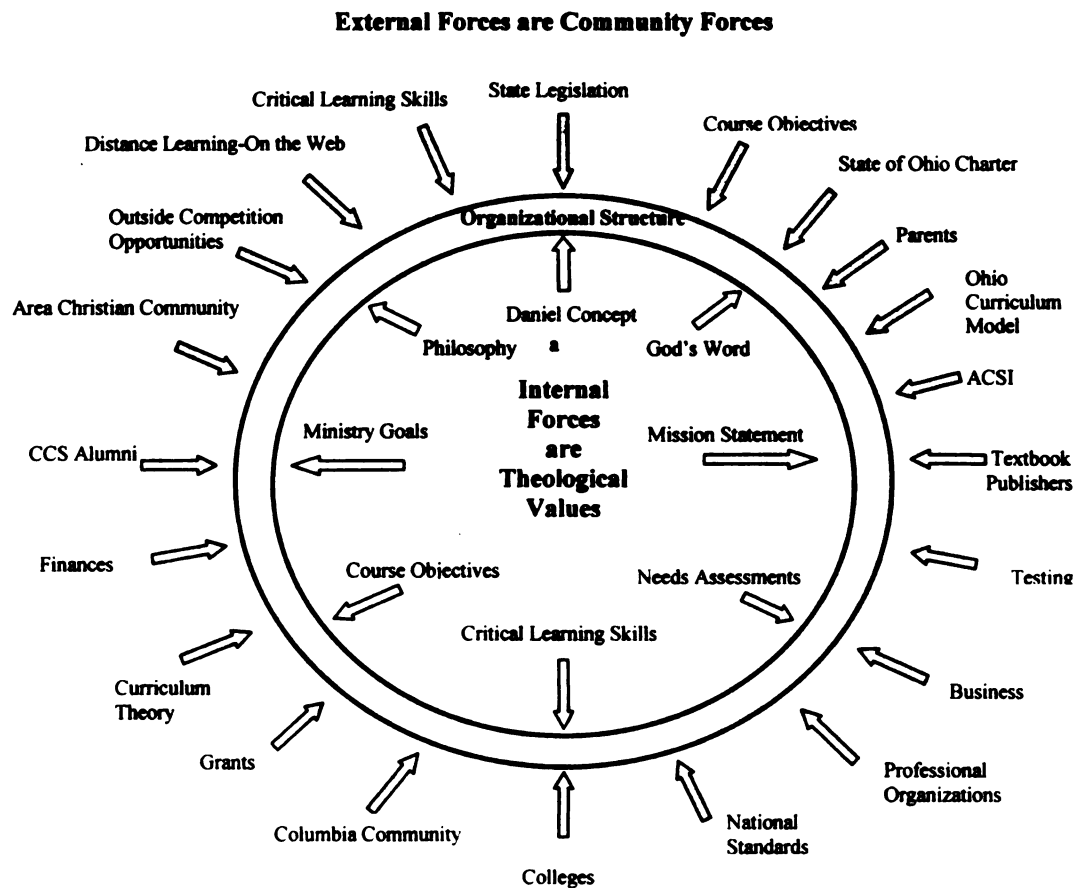 External Forces are Community Forces
State Legislation
Critical Learning Skills
Course Objectives
Distance Learning-On the Web
State of Ohio Charter
Outside Competition
Opportunities
Organizational Structure
Parents
Area Christian Community
Ohio
Curriculum
Model
Daniel Concept
a
Philosophy
God's Word
ACSI
Internal
Forces
are
Theological
Values
Ministry Goals
Mission Statement
CCS Alumni
Textbook
Publishers
Finances
Course Objectives
Needs Assessments
Testing
Critical Learning Skills
Curriculum
Theory
Business
Grants
Professional
Organizations
Columbia Community
National
Standards
Colleges